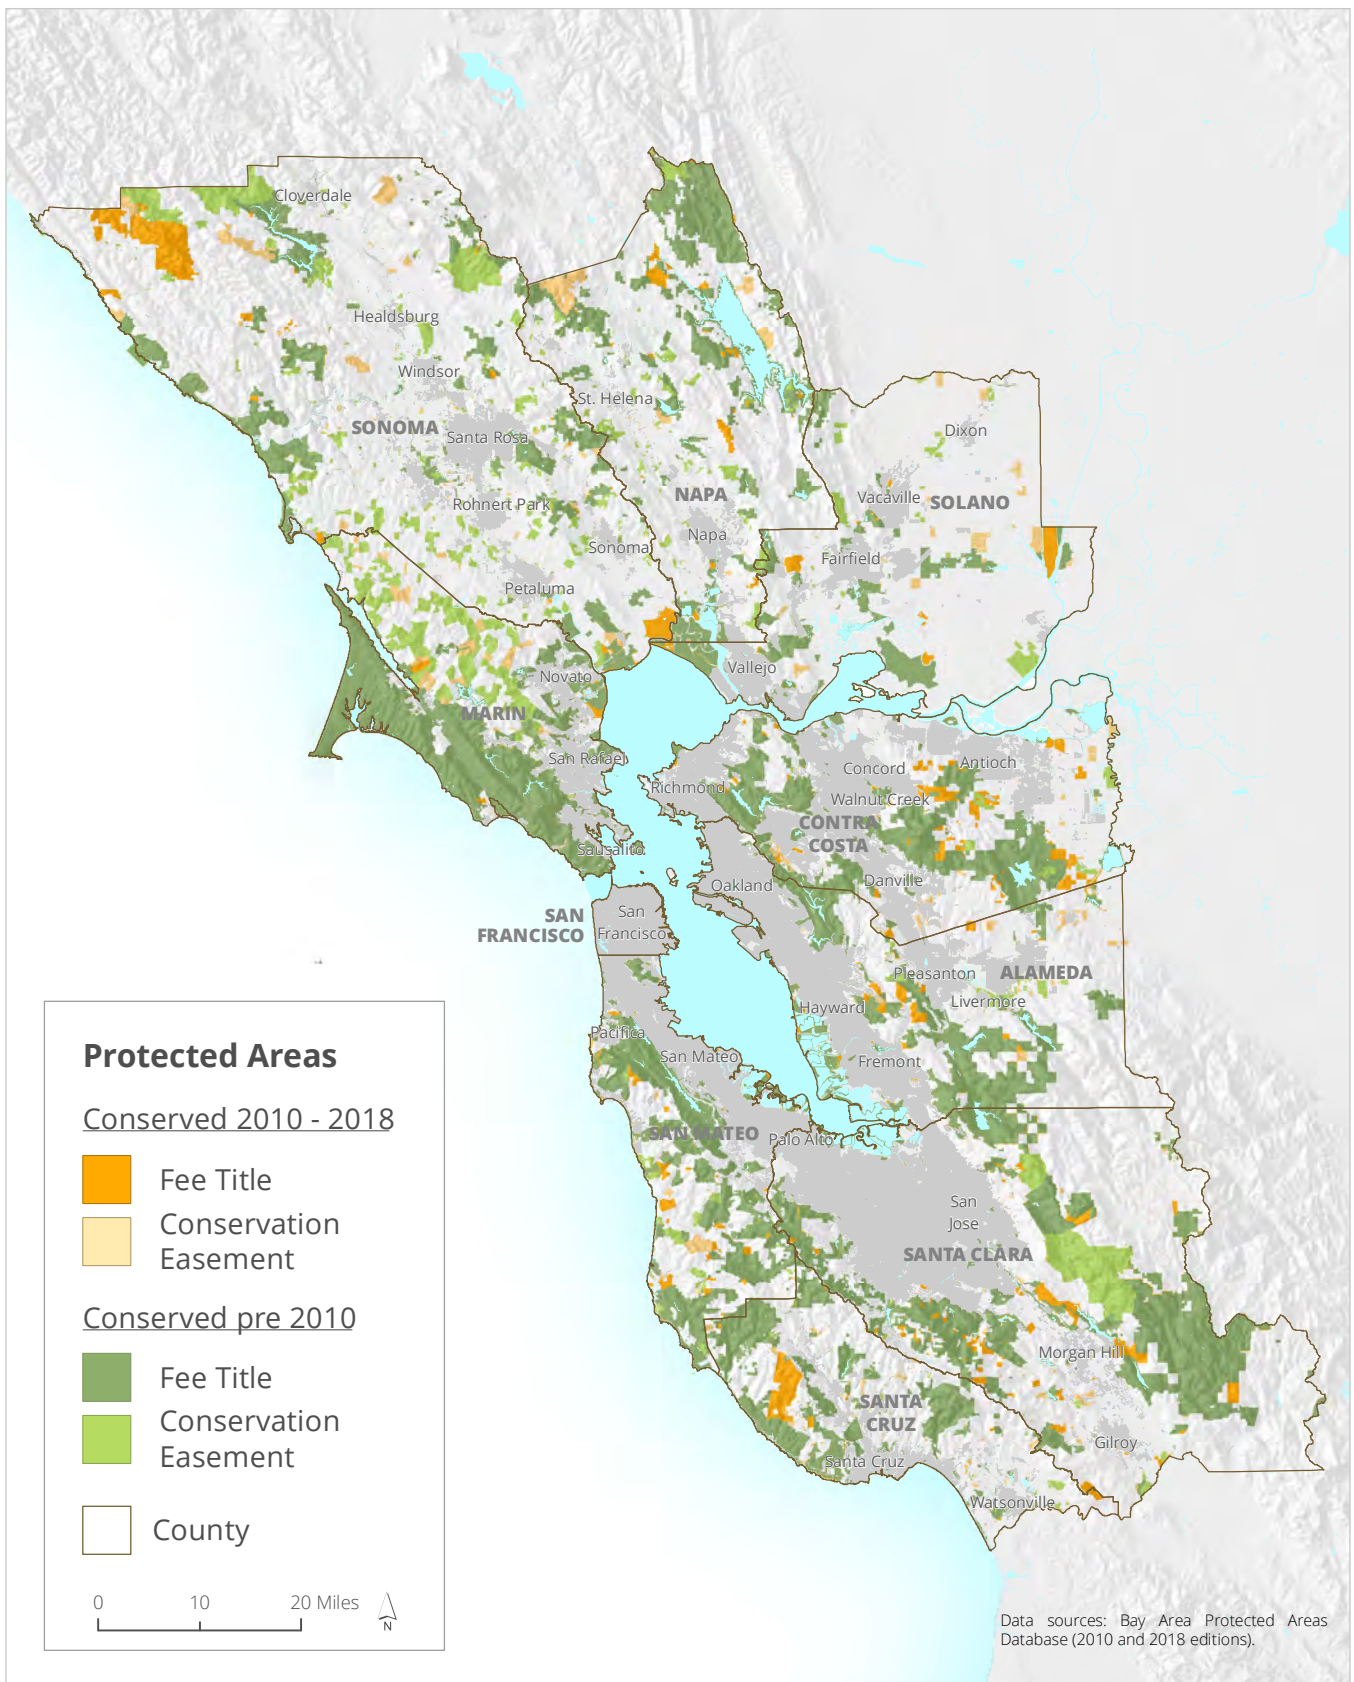 Cloverdale
Healdsburg
Windsor
St. Helena
SONOMA
Santa Rosa
Dixon
NAPA
Vacaville
SOLANO
Rohnert Park
Napa
Sonoma
Fairfield
Petaluma
Vallejo
Novato
MARIN
San Rafael
Concord
Antioch
Richmond
Walnut Creek
CONTRA
COSTA
Sausalito
Oakland
Danville
SAN
FRANCISCO
San
Francisco
Pleasanton
ALAMEDA
Livermore
Hayward
Pacifica
San Mateo
Fremont
SAN MATEO
Palo Alto
San
Jose
SANTA CLARA
Morgan Hill
SANTA
CRUZ
Gilroy
Santa Cruz
Watsonville
Protected Areas
Conserved 2010 - 2018
Fee Title
Conservation
Easement
Conserved pre 2010
Fee Title
Conservation
Easement
County
0 10 20 Miles
N
Data sources: Bay Area Protected Areas
Database (2010 and 2018 editions).